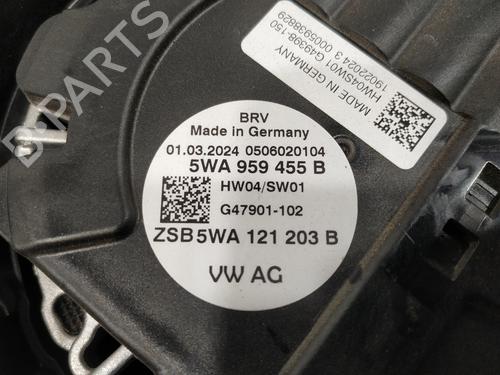 B-PARTS
MADE IN GERMANY
HW04SW01 G49398-150
19022024 3 0005938829
BRV
Made in Germany
01.03.2024 0506020104
5WA 959 455 B
HW04/SW01
G47901-102
ZSB 5WA 121 203 B
VW AG